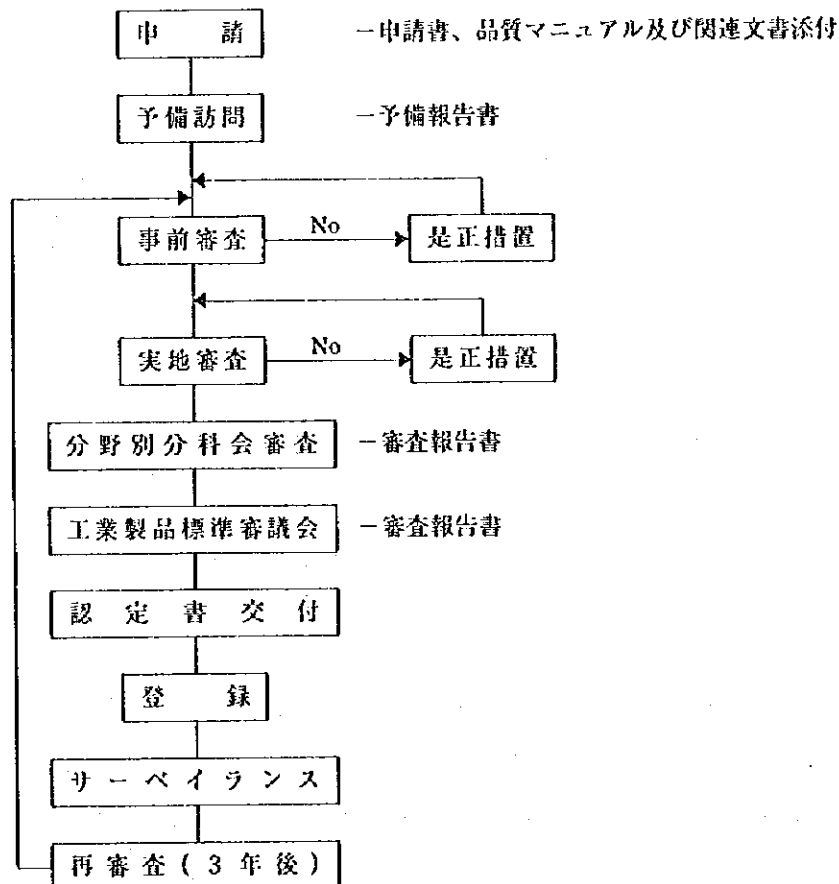 申請 －申請書、品質マニュアル及び関連文書添付
予備訪問 －予備報告書
事前審査 No 是正措置
実地審査 No 是正措置
分野別分科会審査 －審査報告書
工業製品標準審議会 －審査報告書
認定書交付
登録
サーベイランス
再審査(3年後)